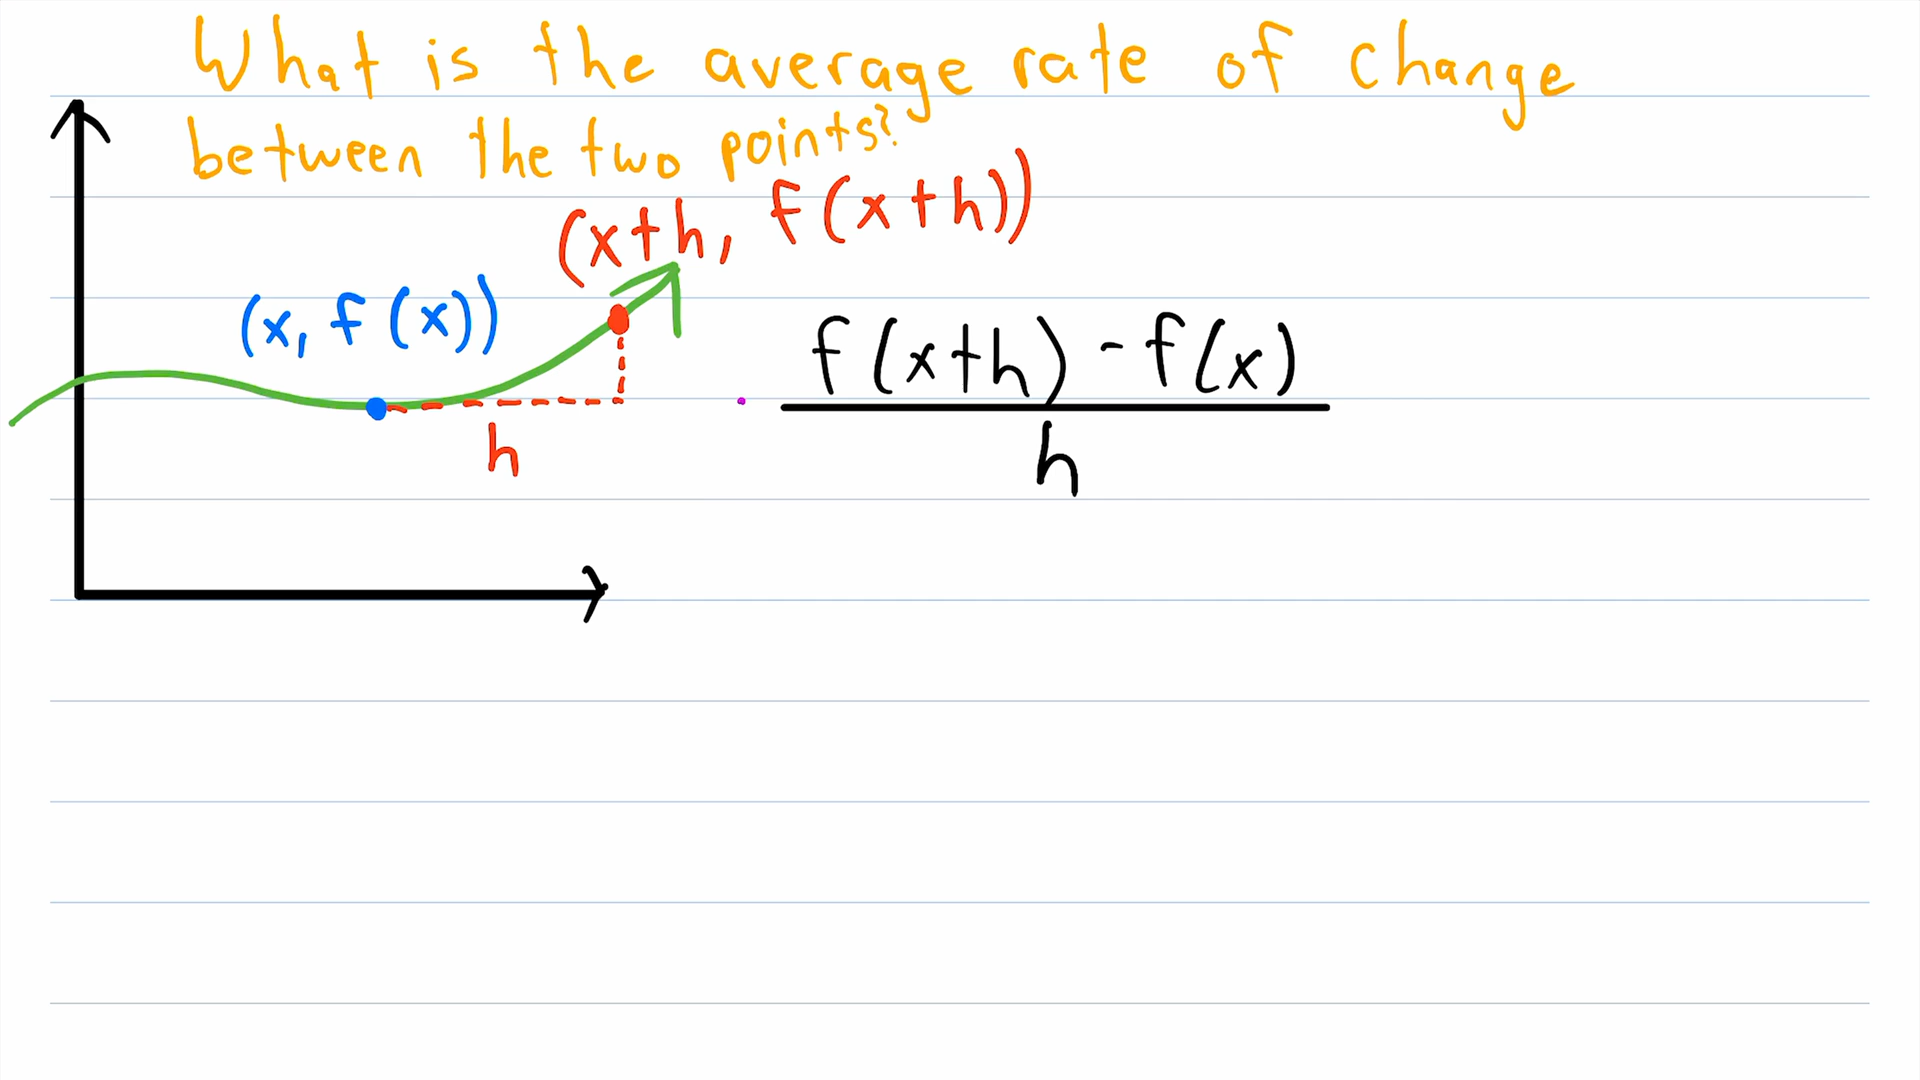 What is the average rate of change
between the two points?
(x+h, f(x+h))
(x, f(x))
f(x+h) - f(x)
h
h